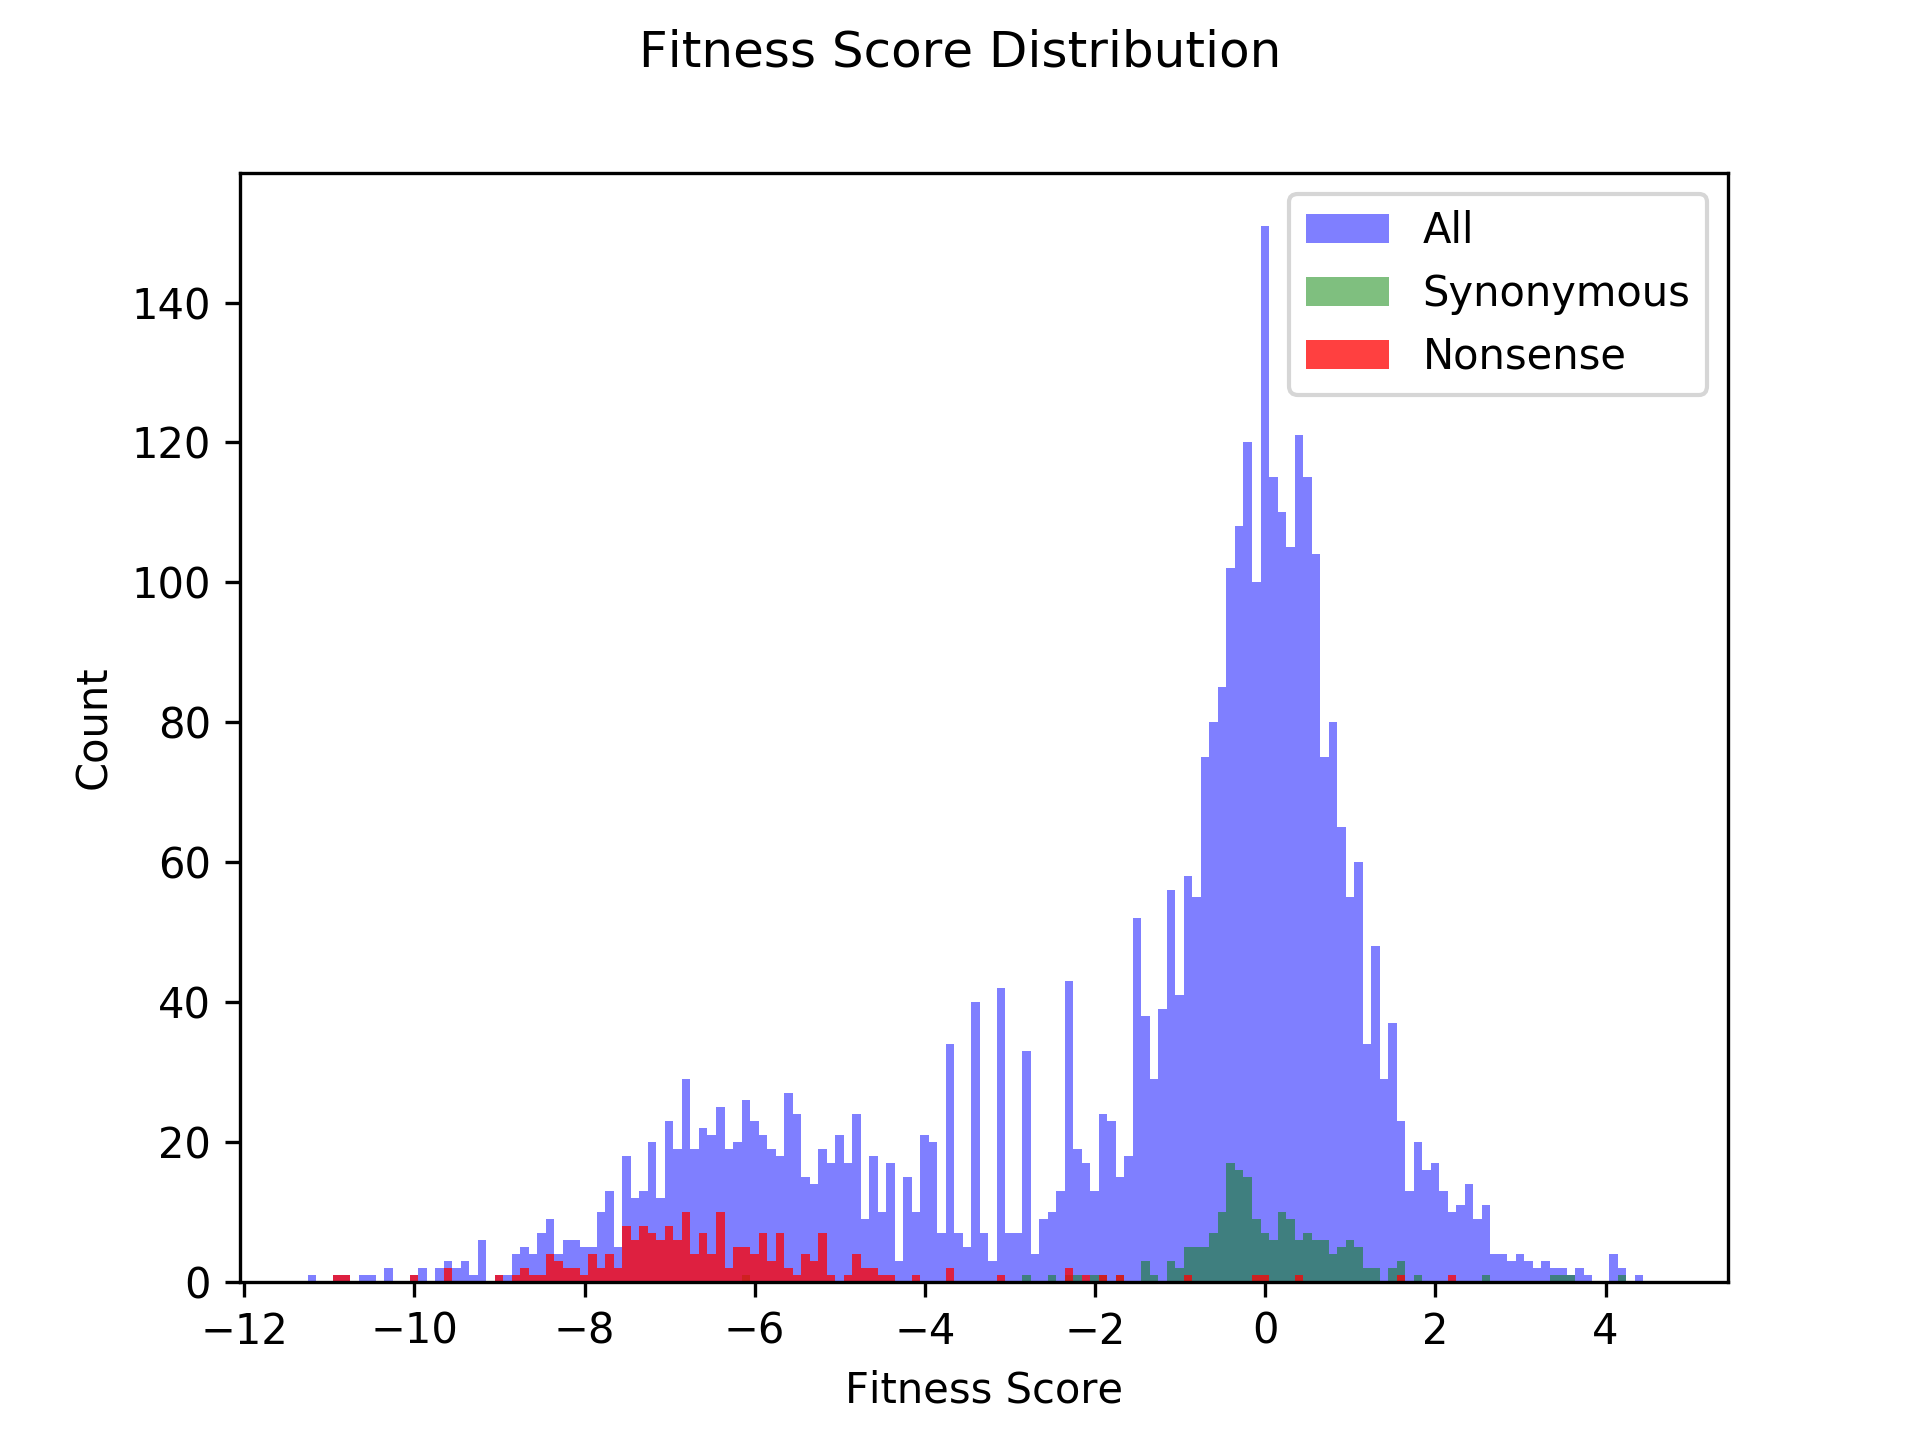 Fitness Score Distribution
All
Synonymous
Nonsense
140
120
100
80
60
40
20
0
Count
−12 −10 −8 −6 −4 −2 0 2 4
Fitness Score